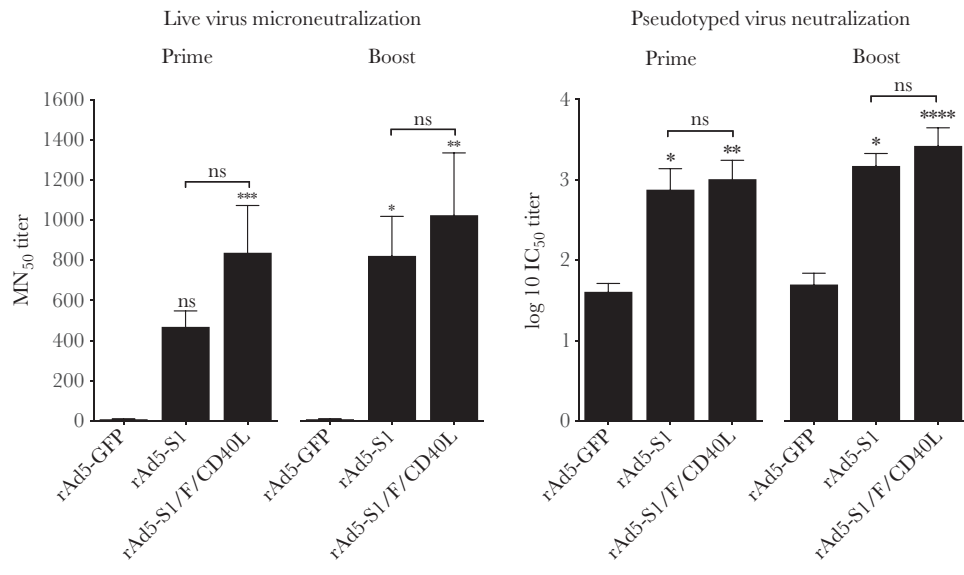 Live virus microneutralization
Prime
Boost
MN50 titer
1600
1400
1200
1000
800
600
400
200
0
ns
ns
***
ns
*
**
rAd5-GFP
rAd5-S1
rAd5-S1/F/CD40L
rAd5-GFP
rAd5-S1
rAd5-S1/F/CD40L
Pseudotyped virus neutralization
Prime
Boost
log 10 IC50 titer
4
3
2
1
0
ns
*
**
ns
*
****
rAd5-GFP
rAd5-S1
rAd5-S1/F/CD40L
rAd5-GFP
rAd5-S1
rAd5-S1/F/CD40L